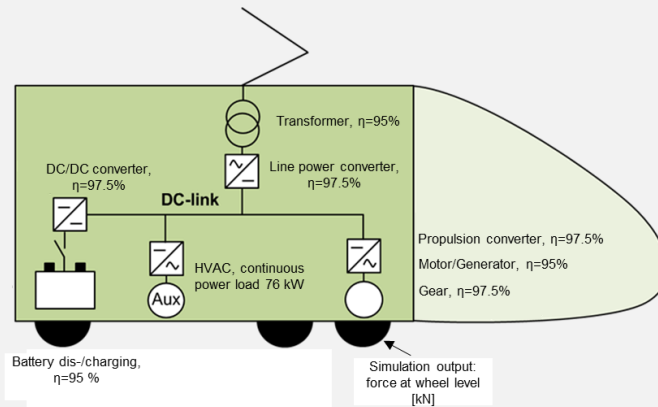 Transformer, η=95%
DC/DC converter,
η=97.5%
Line power converter,
η=97.5%
DC-link
HVAC, continuous
power load 76 kW
Aux
Propulsion converter, η=97.5%
Motor/Generator, η=95%
Gear, η=97.5%
Battery dis-/charging,
η=95 %
Simulation output:
force at wheel level
[kN]